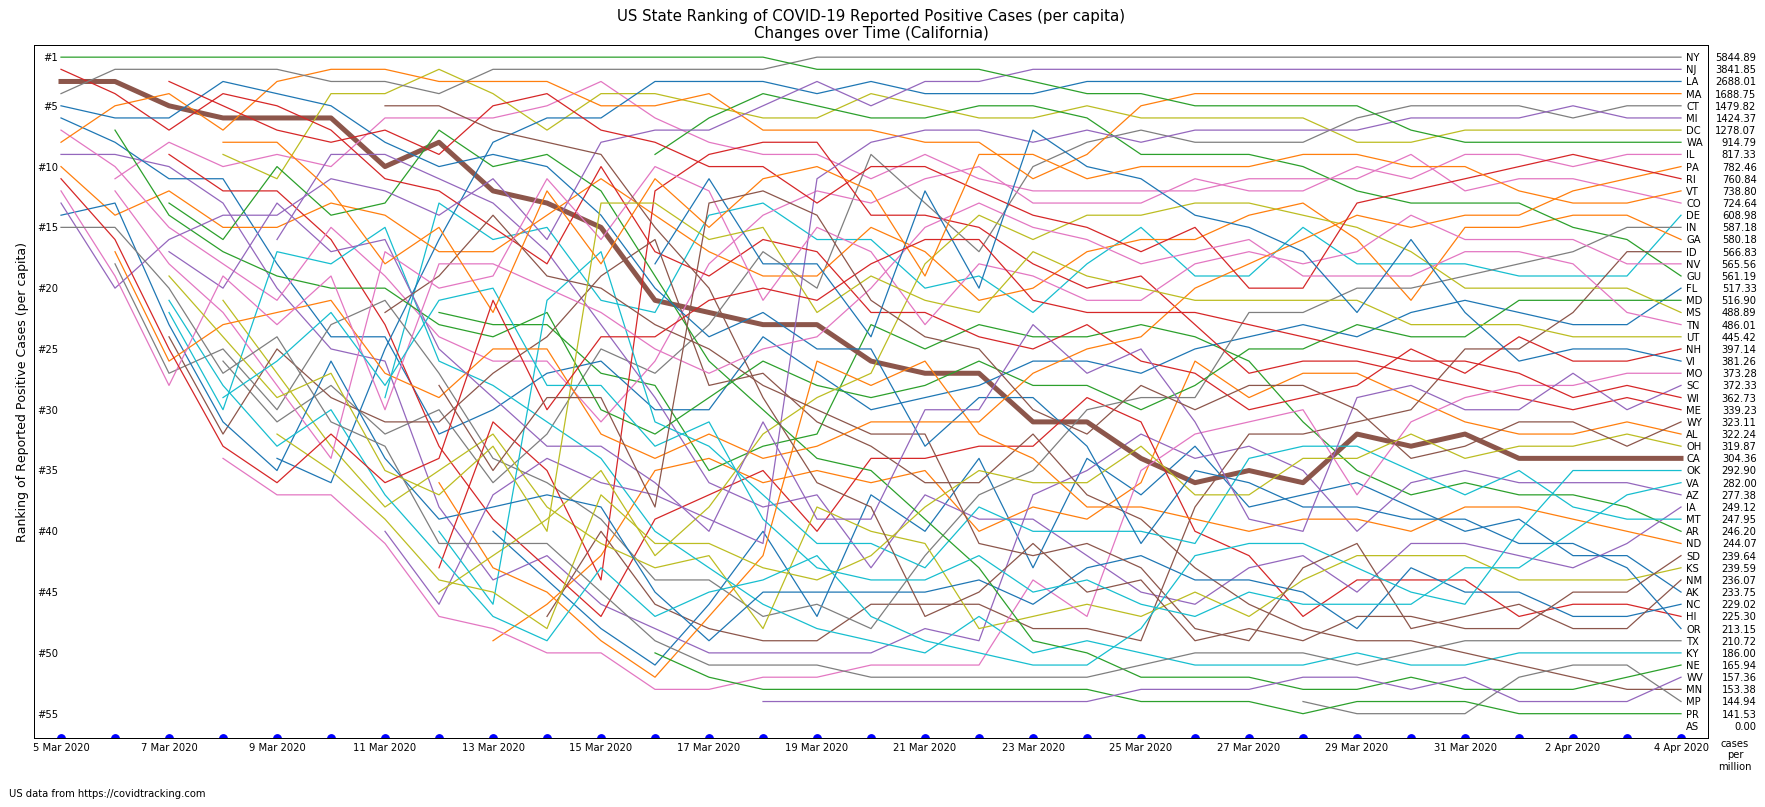 US State Ranking of COVID-19 Reported Positive Cases (per capita)
Changes over Time (California)
Ranking of Reported Positive Cases (per capita)
#1
#5
#10
#15
#20
#25
#30
#35
#40
#45
#50
#55
NY 5844.89
NJ 3841.85
LA 2688.01
MA 1688.75
CT 1479.82
MI 1424.37
DC 1278.07
WA 914.79
IL 817.33
PA 782.46
RI 760.84
VT 738.80
CO 724.64
DE 608.98
IN 587.18
GA 580.18
ID 566.83
NV 565.56
GU 561.19
FL 517.33
MD 516.90
MS 488.89
TN 486.01
UT 445.42
NH 397.14
VI 381.26
MO 373.28
SC 372.33
WI 362.73
ME 339.23
WY 323.11
AL 322.24
OH 319.87
CA 304.36
OK 292.90
VA 282.00
AZ 277.38
IA 249.12
MT 247.95
AR 246.20
ND 244.07
SD 239.64
KS 239.59
NM 236.07
AK 233.75
NC 229.02
HI 225.30
OR 213.15
TX 210.72
KY 186.00
NE 165.94
WV 157.36
MN 153.38
MP 144.94
PR 141.53
AS 0.00
5 Mar 2020
7 Mar 2020
9 Mar 2020
11 Mar 2020
13 Mar 2020
15 Mar 2020
17 Mar 2020
19 Mar 2020
21 Mar 2020
23 Mar 2020
25 Mar 2020
27 Mar 2020
29 Mar 2020
31 Mar 2020
2 Apr 2020
4 Apr 2020
cases
per
million
US data from https://covidtracking.com